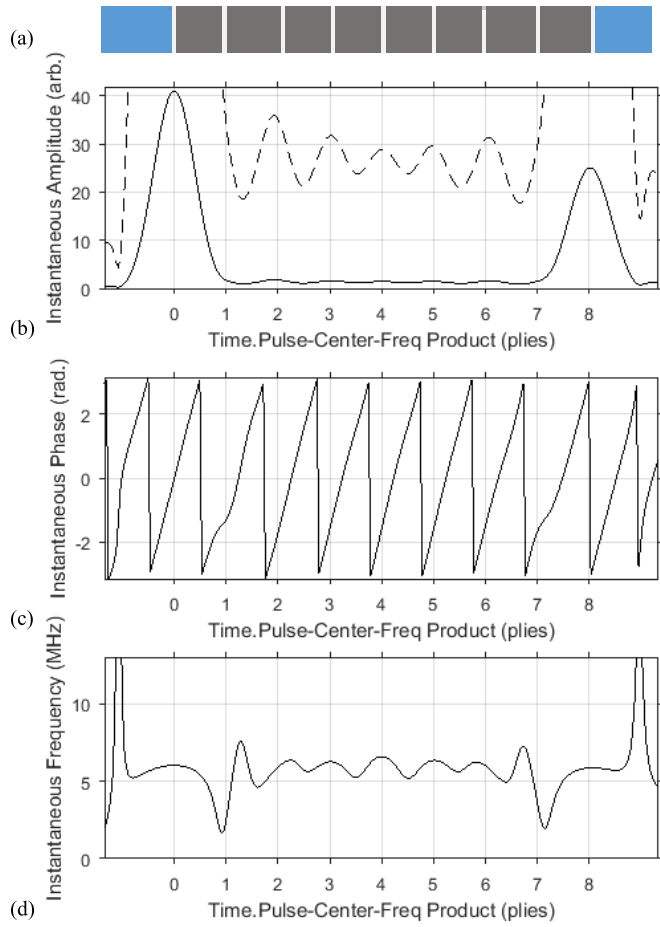 (a)
Instantaneous Amplitude (arb.)
40
30
20
10
0
0 1 2 3 4 5 6 7 8
Time.Pulse-Center-Freq Product (plies)
(b)
Instantaneous Phase (rad.)
2
0
-2
0 1 2 3 4 5 6 7 8
Time.Pulse-Center-Freq Product (plies)
(c)
Instantaneous Frequency (MHz)
10
5
0
0 1 2 3 4 5 6 7 8
Time.Pulse-Center-Freq Product (plies)
(d)